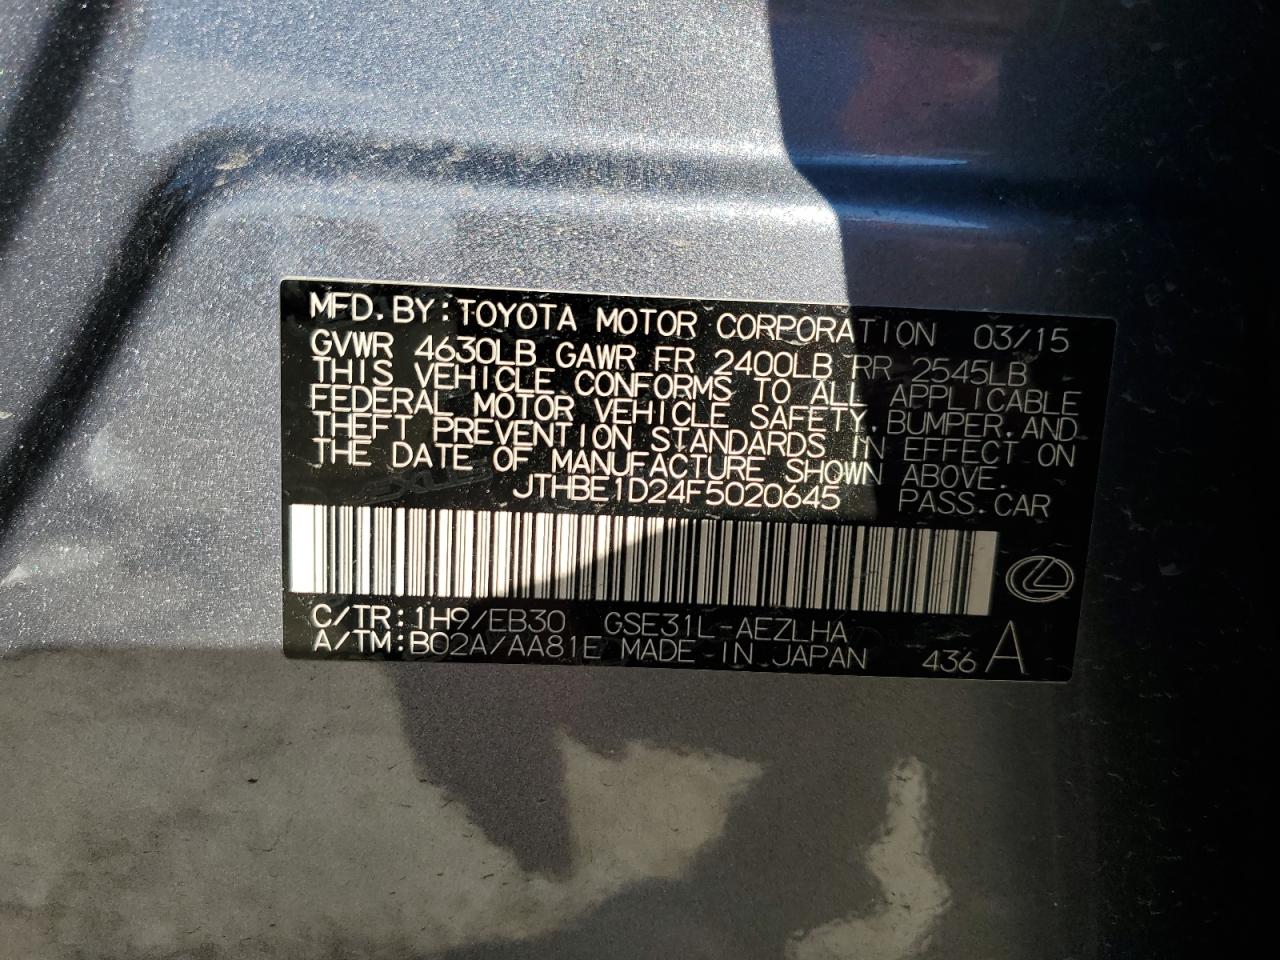 MFD.BY:TOYOTA MOTOR CORPORATION 03/15
GVWR 4630LB GAWR FR 2400LB RR 2545LB
THIS VEHICLE CONFORMS TO ALL APPLICABLE
FEDERAL MOTOR VEHICLE SAFETY,BUMPER,AND
THEFT PREVENTION STANDARDS IN EFFECT ON
THE DATE OF MANUFACTURE SHOWN ABOVE.
JTHBE1D24F5020645 PASS.CAR
C/TR:1H9/EB30 GSE31L-AEZLHA
A/TM:B02A/AA81E MADE IN JAPAN 436 A